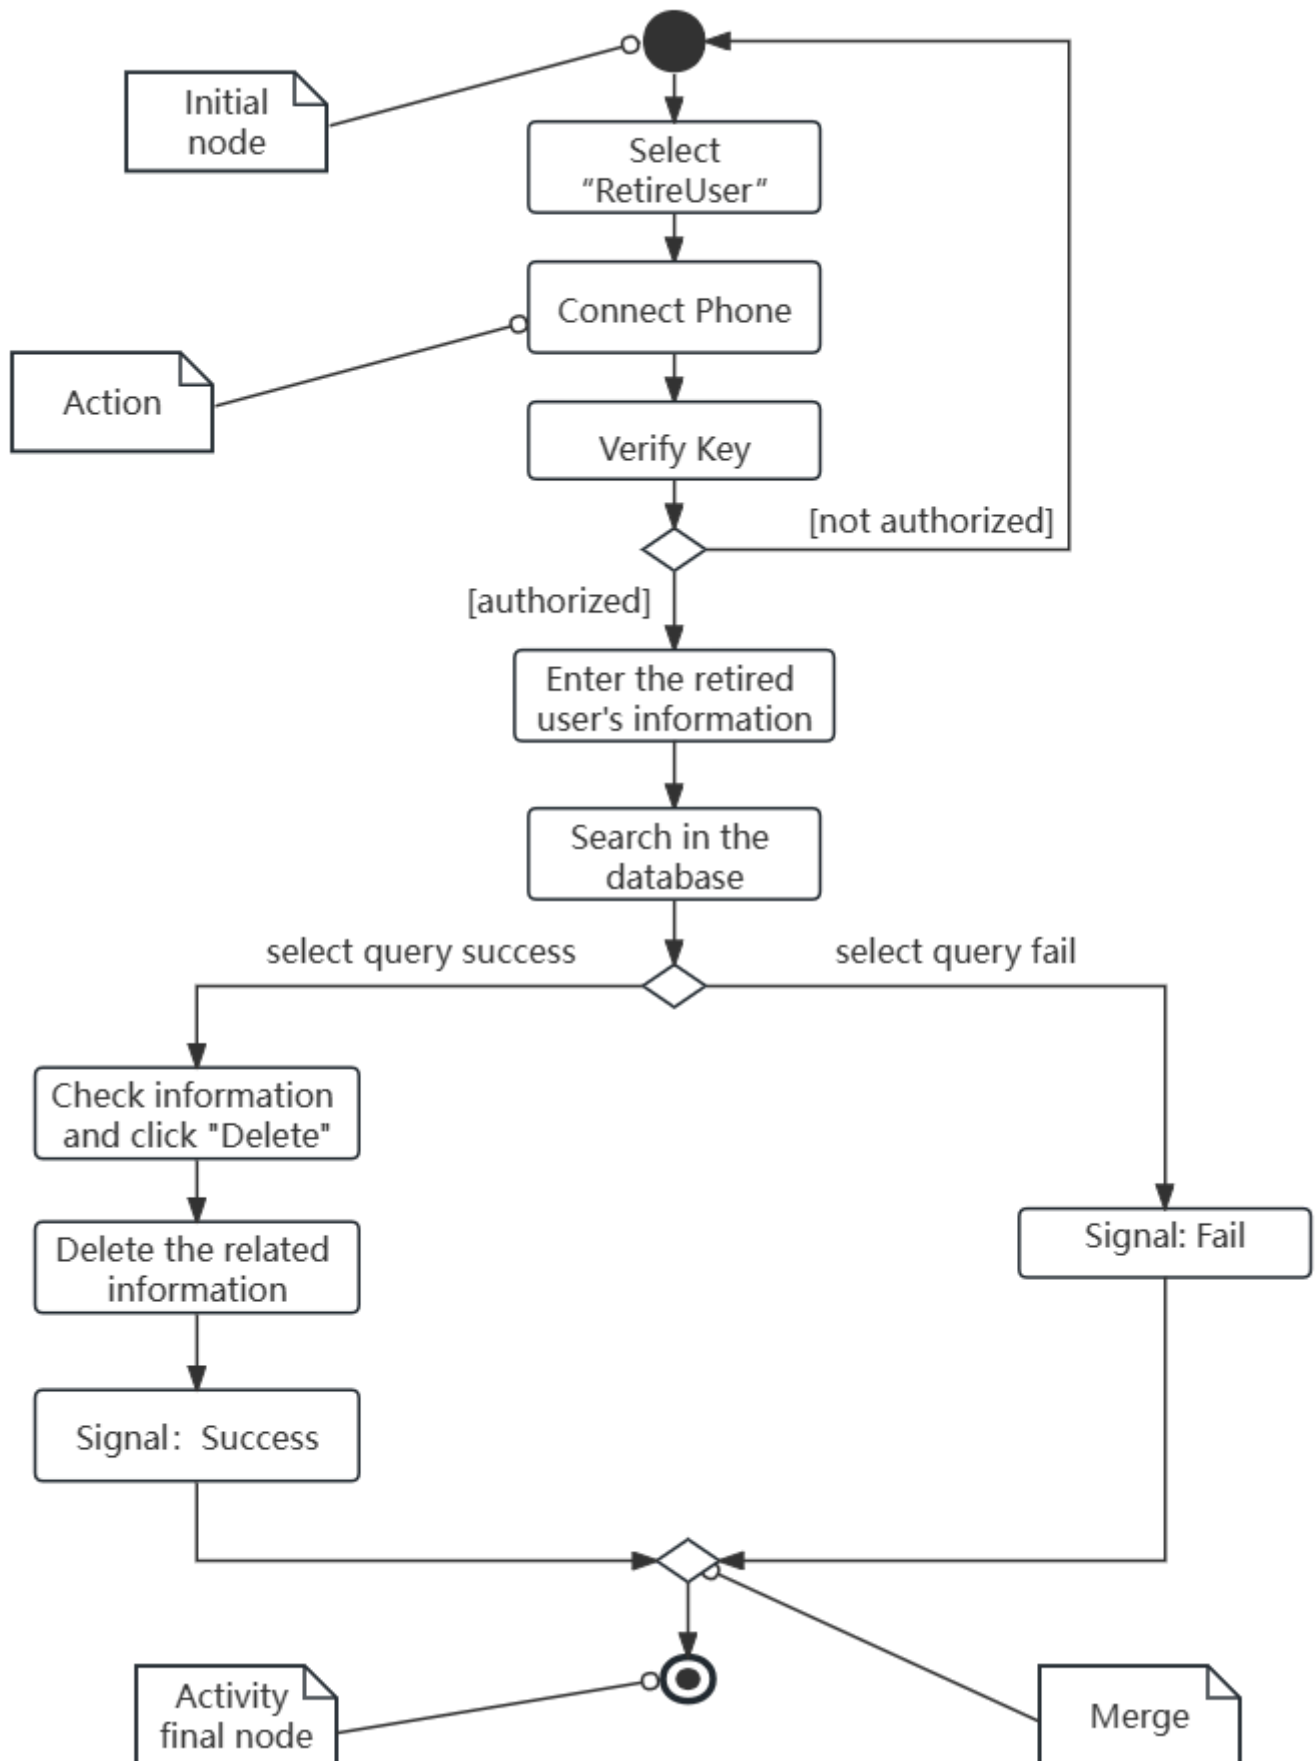 Initial
node
Select
“RetireUser”
Connect Phone
Action
Verify Key
[not authorized]
[authorized]
Enter the retired
user's information
Search in the
database
select query success
select query fail
Check information
and click "Delete"
Delete the related
information
Signal: Fail
Signal：Success
Activity
final node
Merge